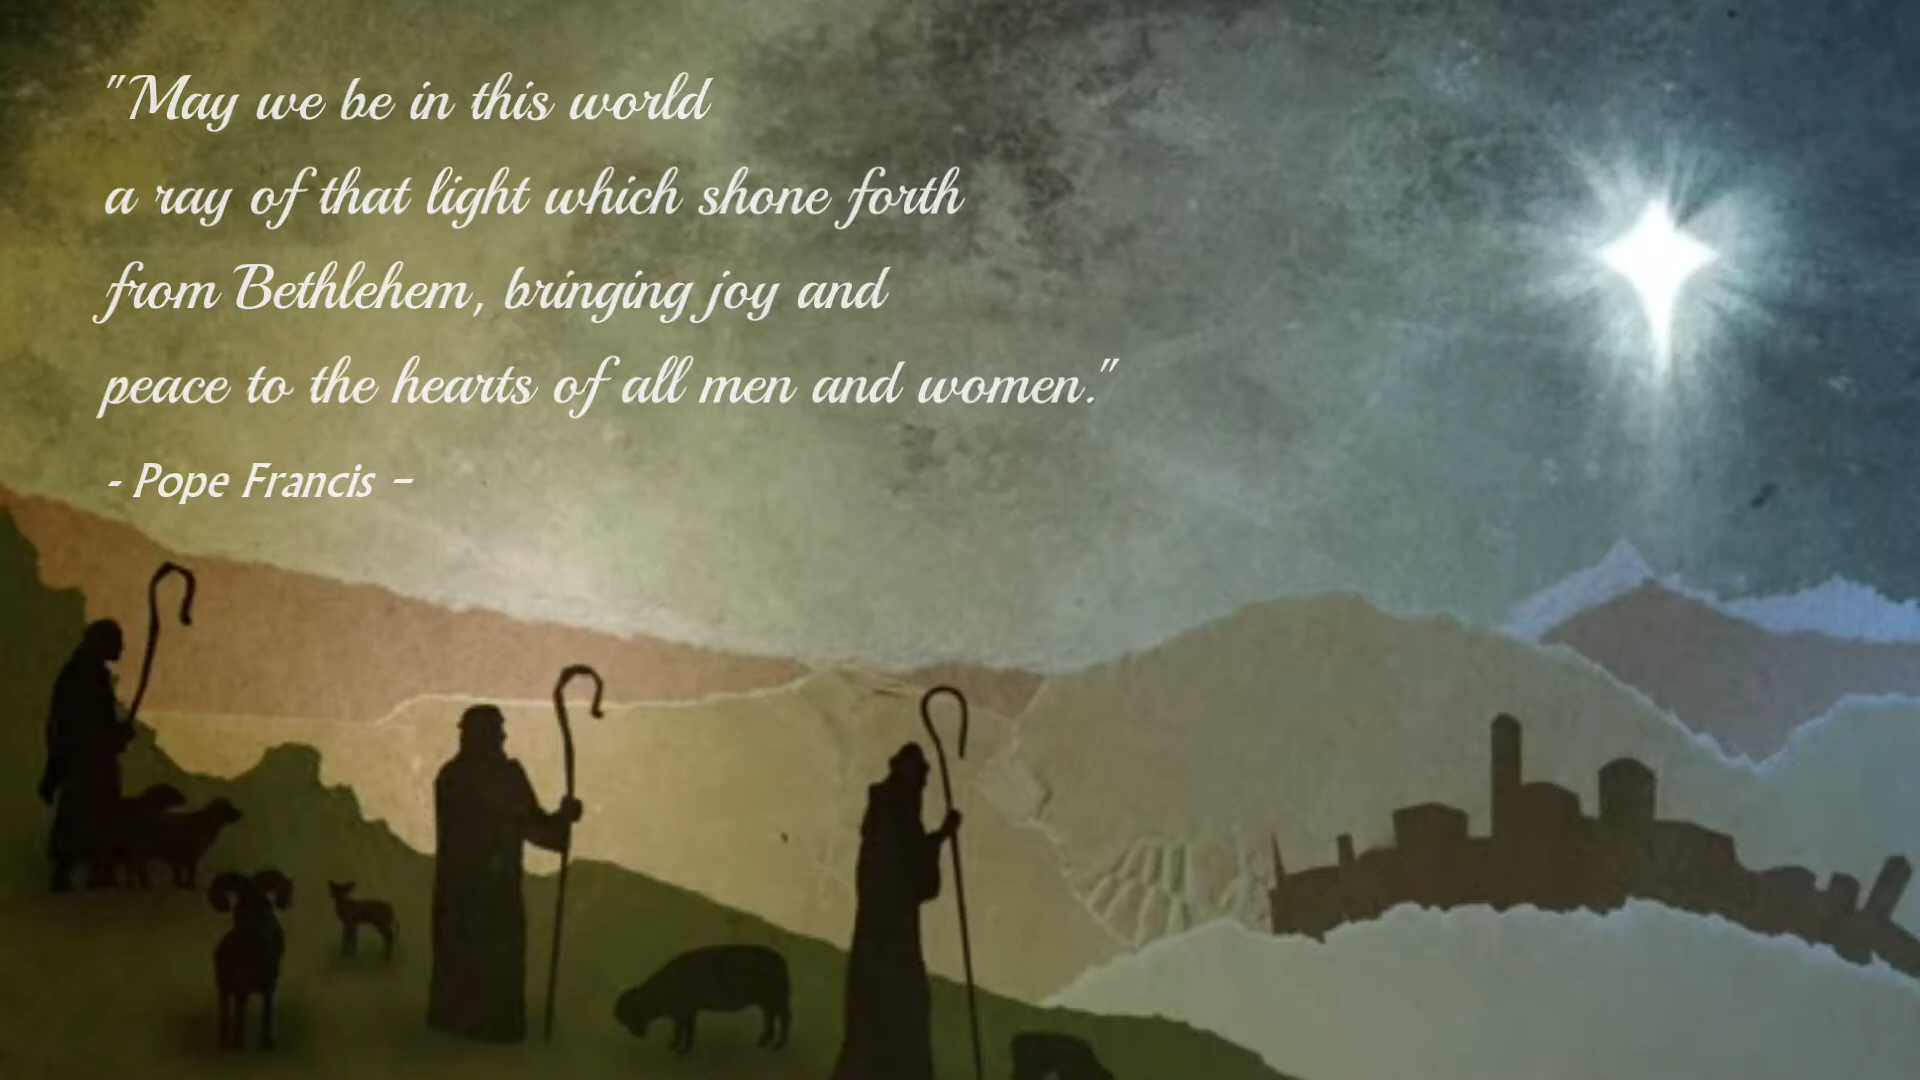 "May we be in this world
a ray of that light which shone forth
from Bethlehem, bringing joy and
peace to the hearts of all men and women."
- Pope Francis –